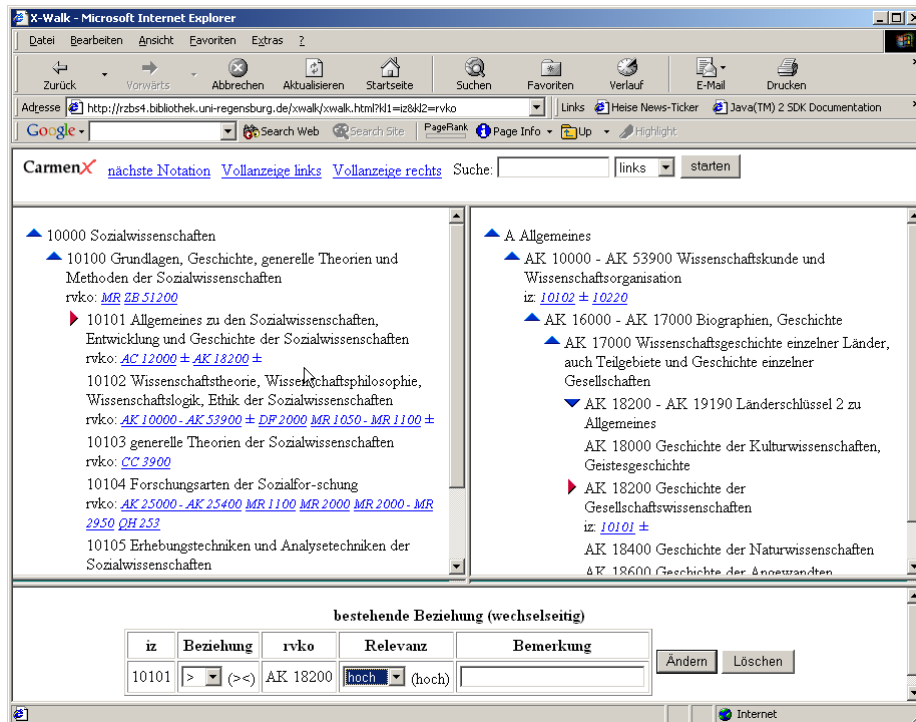 X-Walk - Microsoft Internet Explorer
Datei Bearbeiten Ansicht Favoriten Extras ?
Zurück Vorwärts Abbrechen Aktualisieren Startseite Suchen Favoriten Verlauf E-Mail Drucken
Adresse http://rzbs4.bibliothek.uni-regensburg.de/xwalk/xwalk.html?kl1=iz&kl2=rvko Links Heise News-Ticker Java(TM) 2 SDK Documentation
Google Search Web Search Site PageRank Page Info Up Highlight
CarmenX nächste Notation Vollanzeige links Vollanzeige rechts Suche: links starten
10000 Sozialwissenschaften
10100 Grundlagen, Geschichte, generelle Theorien und
Methoden der Sozialwissenschaften
rvko: MR ZB 51200
10101 Allgemeines zu den Sozialwissenschaften,
Entwicklung und Geschichte der Sozialwissenschaften
rvko: AC 12000 ± AK 18200 ±
10102 Wissenschaftstheorie, Wissenschaftsphilosophie,
Wissenschaftslogik, Ethik der Sozialwissenschaften
rvko: AK 10000 - AK 53900 ± DF 2000 MR 1050 - MR 1100 ±
10103 generelle Theorien der Sozialwissenschaften
rvko: CC 3900
10104 Forschungsarten der Sozialfor-schung
rvko: AK 25000 - AK 25400 MR 1100 MR 2000 MR 2000 - MR
2950 QH 253
10105 Erhebungstechniken und Analysetechniken der
Sozialwissenschaften
A Allgemeines
AK 10000 - AK 53900 Wissenschaftskunde und
Wissenschaftsorganisation
iz: 10102 ± 10220
AK 16000 - AK 17000 Biographien, Geschichte
AK 17000 Wissenschaftsgeschichte einzelner Länder,
auch Teilgebiete und Geschichte einzelner
Gesellschaften
AK 18200 - AK 19190 Länderschlüssel 2 zu
Allgemeines
AK 18000 Geschichte der Kulturwissenschaften,
Geistesgeschichte
AK 18200 Geschichte der
Gesellschaftswissenschaften
iz: 10101 ±
AK 18400 Geschichte der Naturwissenschaften
AK 18600 Geschichte der Angewandten
bestehende Beziehung (wechselseitig)
iz Beziehung rvko Relevanz Bemerkung
10101 > (><) AK 18200 hoch (hoch) Ändern Löschen
Internet